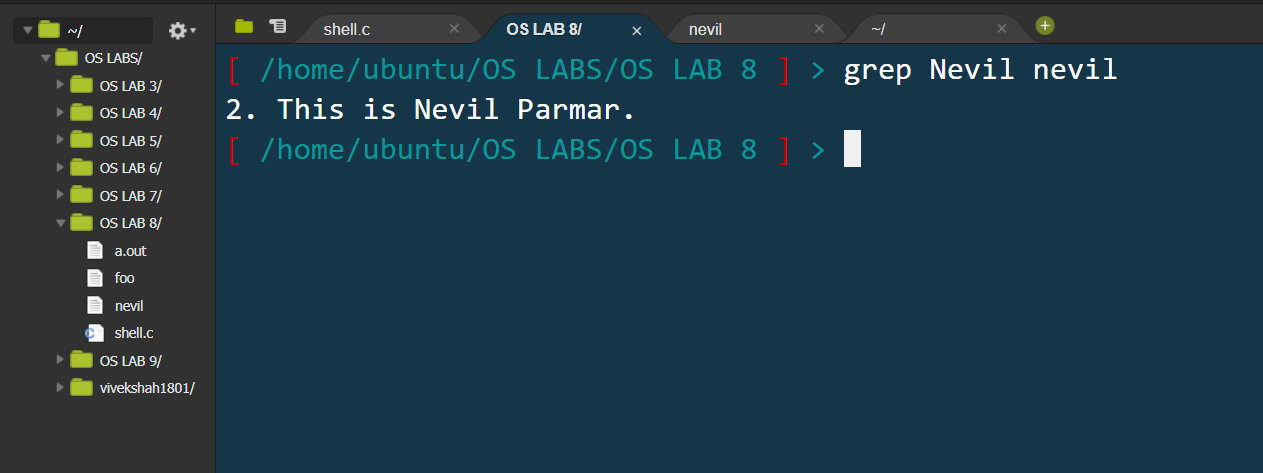 ~/
OS LABS/
OS LAB 3/
OS LAB 4/
OS LAB 5/
OS LAB 6/
OS LAB 7/
OS LAB 8/
a.out
foo
nevil
shell.c
OS LAB 9/
vivekshah1801/
shell.c
OS LAB 8/
nevil
~/
[ /home/ubuntu/OS LABS/OS LAB 8 ] > grep Nevil nevil
2. This is Nevil Parmar.
[ /home/ubuntu/OS LABS/OS LAB 8 ] >